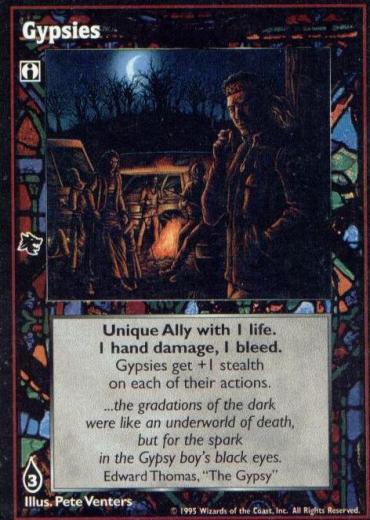 Gypsies
Unique Ally with 1 life.
1 hand damage, 1 bleed.
Gypsies get +1 stealth
on each of their actions.
...the gradations of the dark
were like an underworld of death,
but for the spark
in the Gypsy boy's black eyes.
Edward Thomas, "The Gypsy"
3
Illus. Pete Venters
© 1995 Wizards of the Coast, Inc. All Rights Reserved.